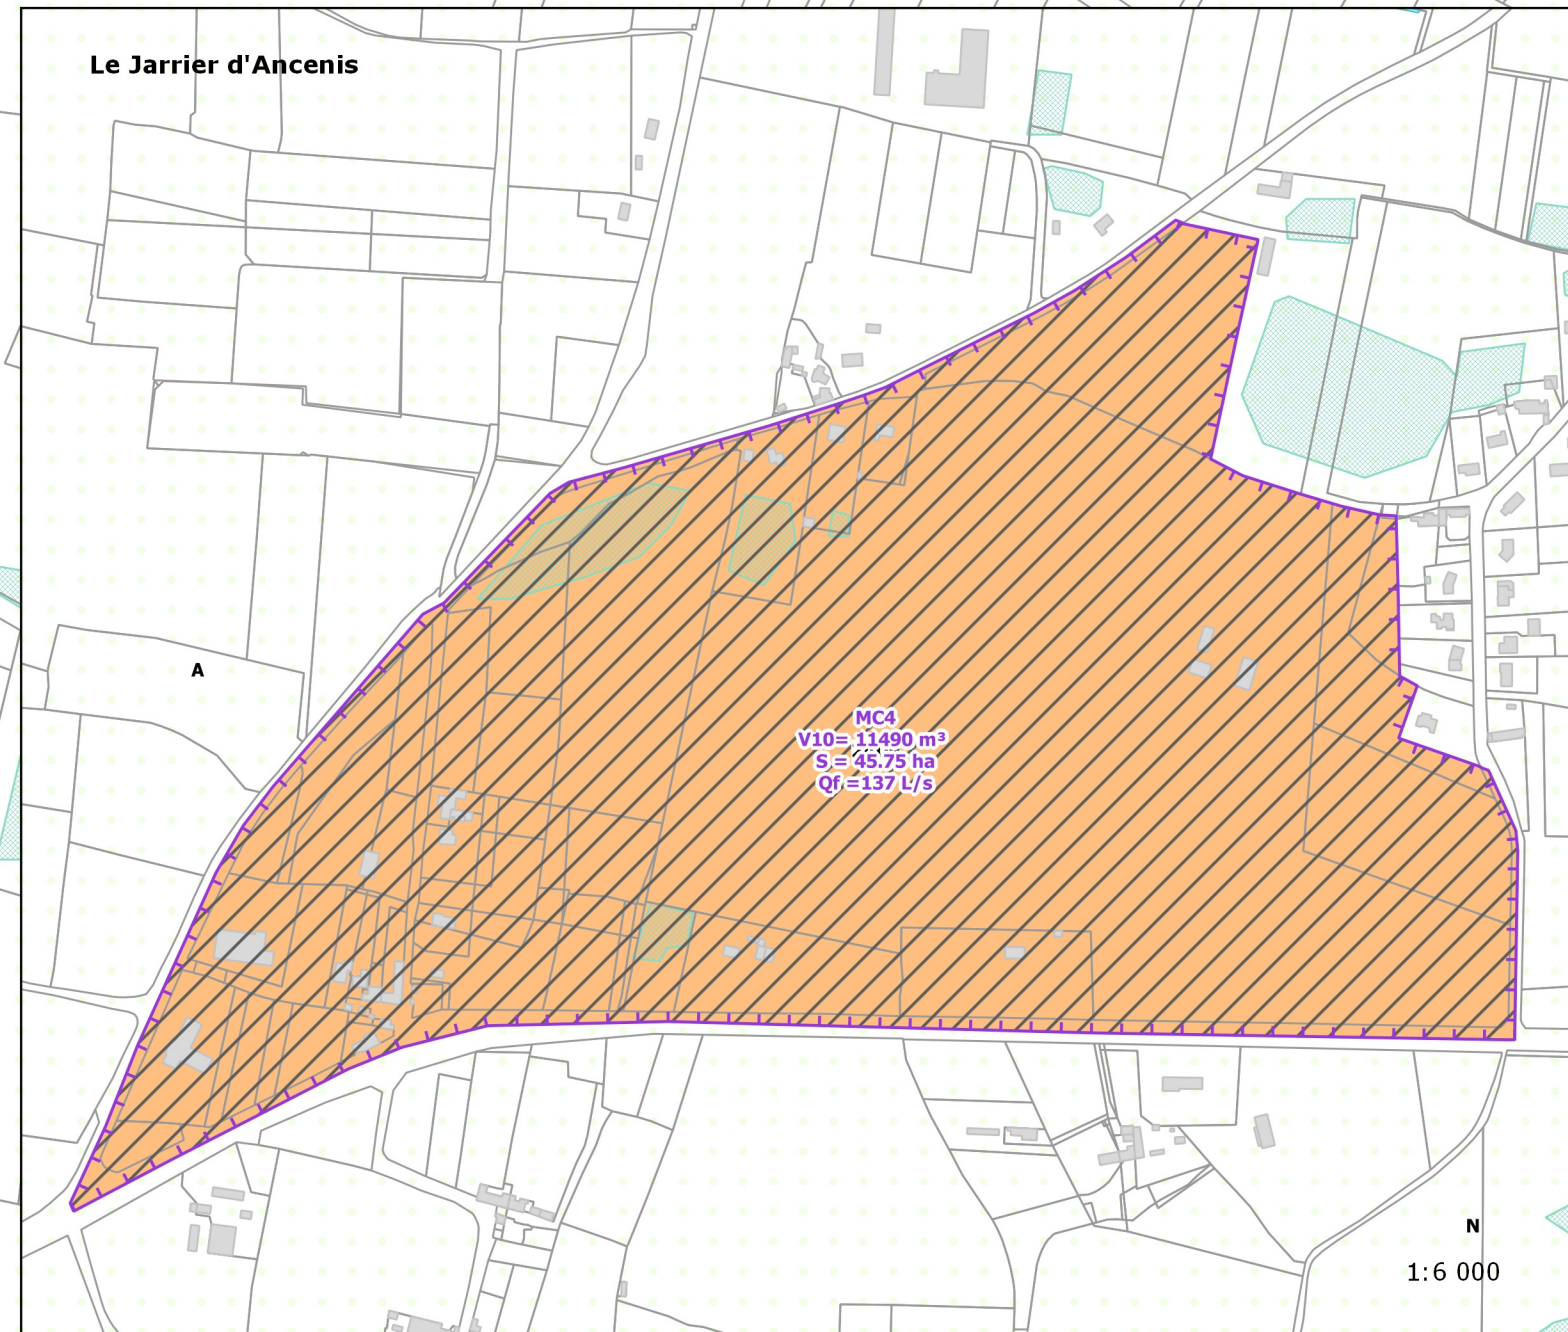 Le Jarrier d'Ancenis
A
MC4
V10= 11490 m³
S = 45.75 ha
Qf =137 L/s
N
1:6 000